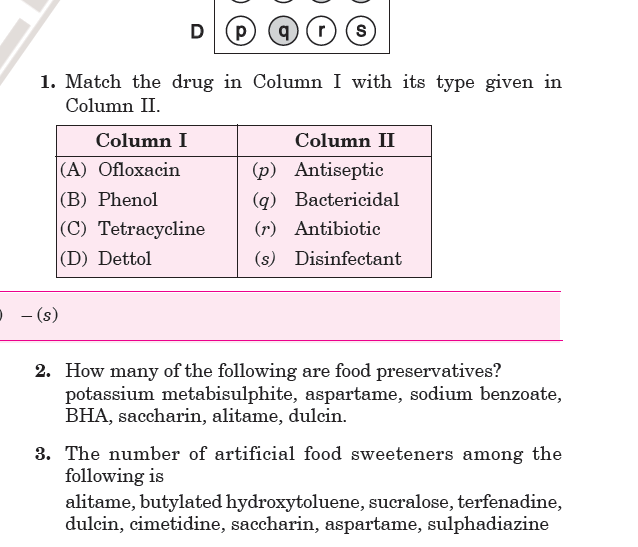 D p q r s
1. Match the drug in Column I with its type given in
Column II.
Column I Column II
(A) Ofloxacin (p) Antiseptic
(B) Phenol (q) Bactericidal
(C) Tetracycline (r) Antibiotic
(D) Dettol (s) Disinfectant
) – (s)
2. How many of the following are food preservatives?
potassium metabisulphite, aspartame, sodium benzoate,
BHA, saccharin, alitame, dulcin.
3. The number of artificial food sweeteners among the
following is
alitame, butylated hydroxytoluene, sucralose, terfenadine,
dulcin, cimetidine, saccharin, aspartame, sulphadiazine